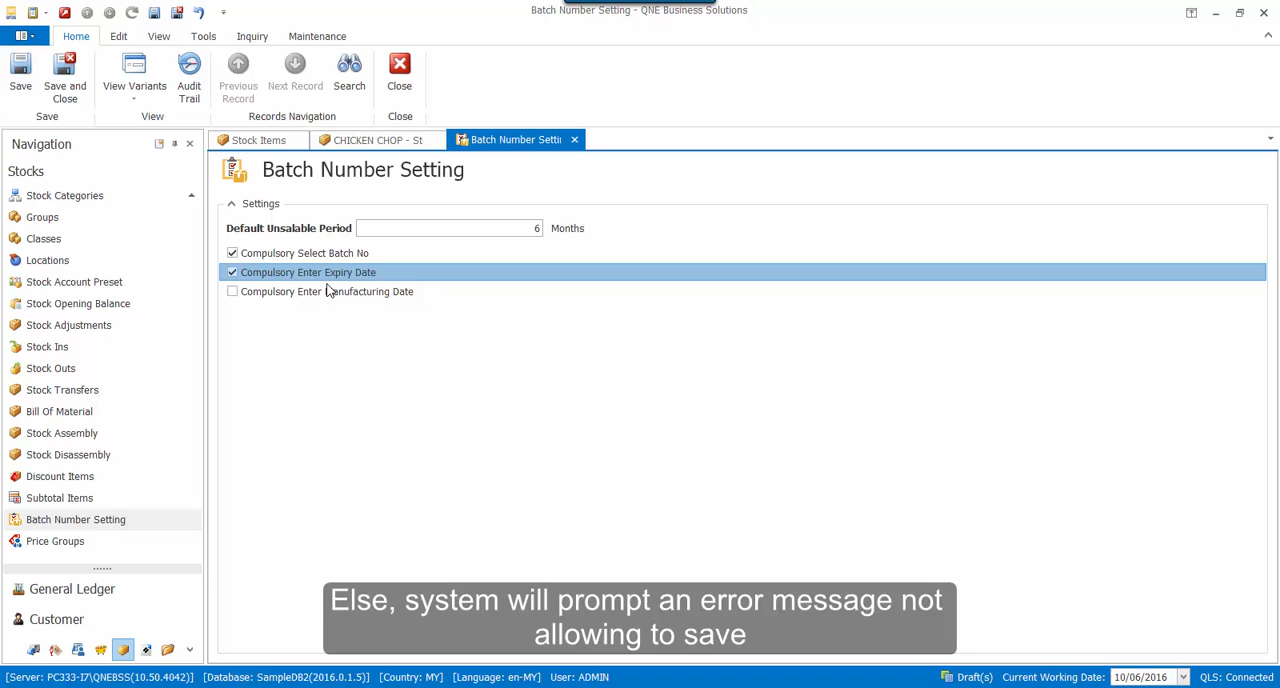 Batch Number Setting - QNE Business Solutions
Home
Edit
View
Tools
Inquiry
Maintenance
Save
Save and Close
View Variants
Audit Trail
Previous Record
Next Record
Search
Close
Save
View
Records Navigation
Close
Navigation
Stocks
Stock Categories
Groups
Classes
Locations
Stock Account Preset
Stock Opening Balance
Stock Adjustments
Stock Ins
Stock Outs
Stock Transfers
Bill Of Material
Stock Assembly
Stock Disassembly
Discount Items
Subtotal Items
Batch Number Setting
Price Groups
General Ledger
Customer
Stock Items
CHICKEN CHOP - St
Batch Number Setti
Batch Number Setting
Settings
Default Unsalable Period 6 Months
Compulsory Select Batch No
Compulsory Enter Expiry Date
Compulsory Enter Manufacturing Date
Else, system will prompt an error message not
allowing to save
[Server: PC333-I7\QNEBSS(10.50.4042)] [Database: SampleDB2(2016.0.1.5)] [Country: MY] [Language: en-MY] User: ADMIN Draft(s) Current Working Date: 10/06/2016 QLS: Connected